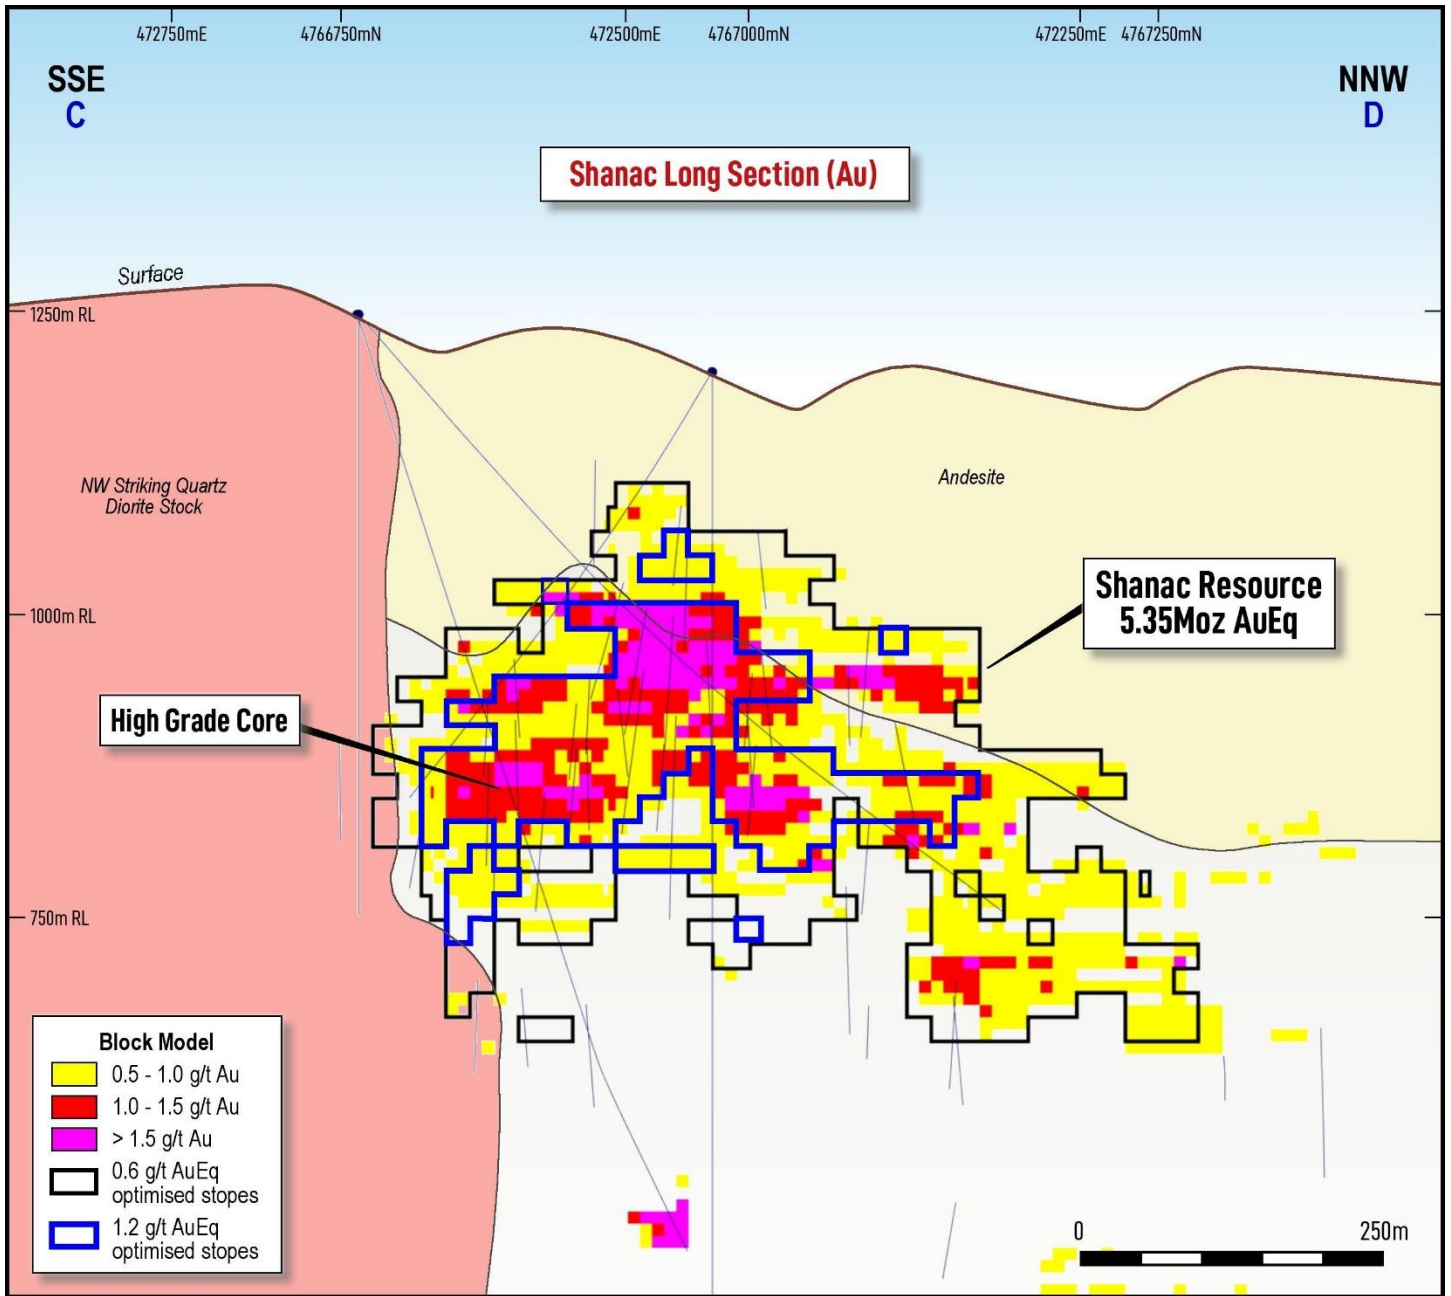 472750mE
4766750mN
472500mE
4767000mN
472250mE
4767250mN
SSE
C
NNW
D
Shanac Long Section (Au)
Surface
1250m RL
NW Striking Quartz
Diorite Stock
Andesite
Shanac Resource
5.35Moz AuEq
1000m RL
High Grade Core
750m RL
Block Model
0.5 - 1.0 g/t Au
1.0 - 1.5 g/t Au
> 1.5 g/t Au
0.6 g/t AuEq
optimised stopes
1.2 g/t AuEq
optimised stopes
0
250m